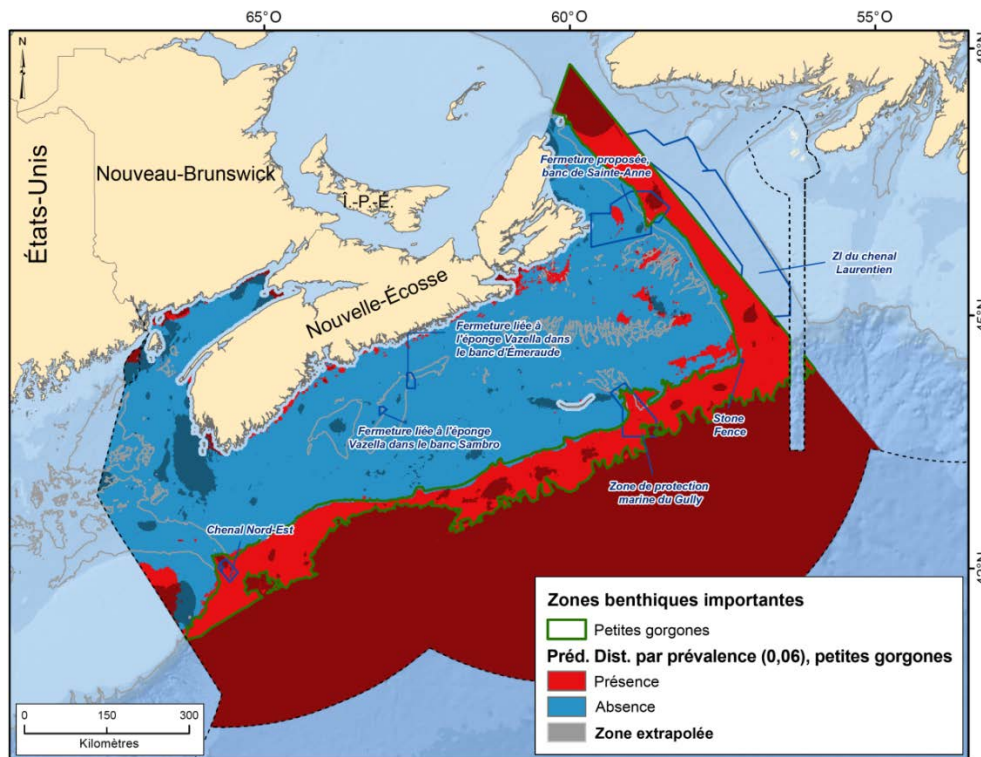 65°O
60°O
55°O
N
48°N
États-Unis
Nouveau-Brunswick
Î.-P.-É.
Fermeture proposée,
banc de Sainte-Anne
ZI du chenal
Laurentien
45°N
Nouvelle-Écosse
Fermeture liée à
l'éponge Vazella dans
le banc d'Émeraude
Fermeture liée à l'éponge
Vazella dans le banc Sambro
Stone
Fence
Zone de protection
marine du Gully
Chenal Nord-Est
Zones benthiques importantes
Petites gorgones
Préd. Dist. par prévalence (0,06), petites gorgones
Présence
Absence
Zone extrapolée
0 150 300
Kilomètres